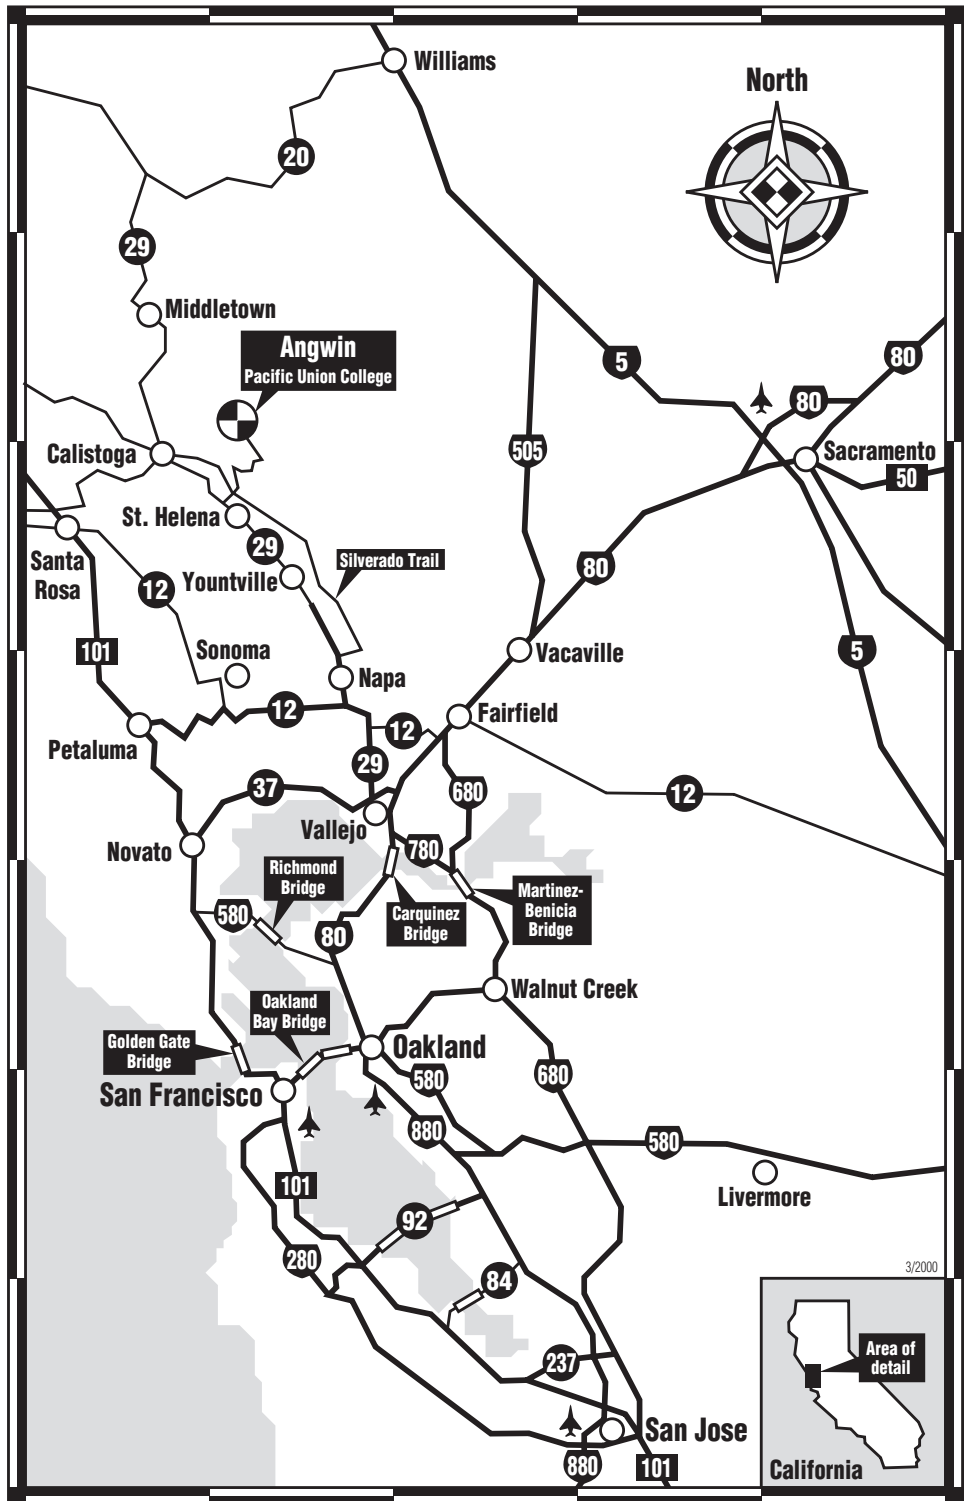 Williams
North
20
29
Middletown
Angwin
Pacific Union College
5
80
80
Calistoga
505
Sacramento
50
St. Helena
29
Silverado Trail
Santa
Rosa
12
Yountville
80
101
Sonoma
Napa
Vacaville
5
12
12
Fairfield
Petaluma
29
37
680
12
Vallejo
Novato
780
Richmond
Bridge
Martinez-
Benicia
Bridge
580
80
Carquinez
Bridge
Walnut Creek
Oakland
Bay Bridge
Golden Gate
Bridge
Oakland
580
680
San Francisco
880
580
101
Livermore
92
280
84
3/2000
237
Area of
detail
San Jose
880
101
California